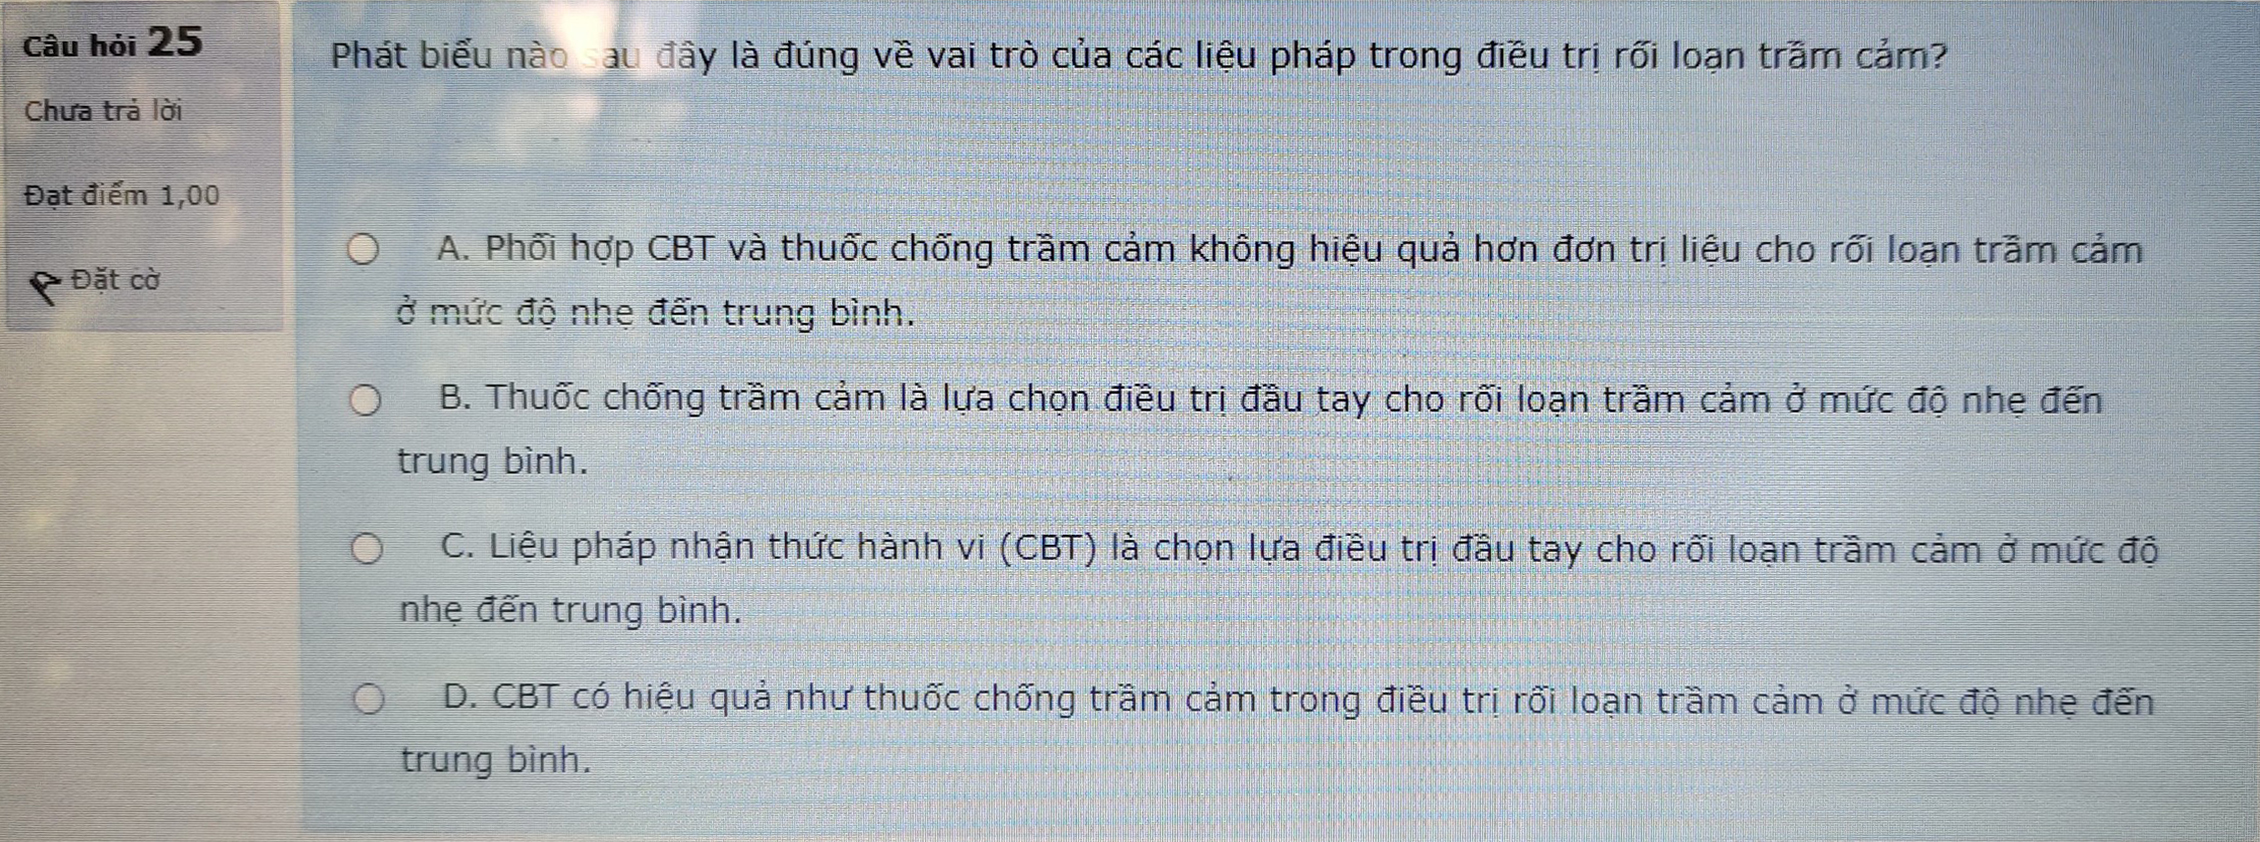 Câu hỏi 25
Chưa trả lời
Đạt điểm 1,00
Đặt cờ
Phát biểu nào sau đây là đúng về vai trò của các liệu pháp trong điều trị rối loạn trầm cảm?
A. Phối hợp CBT và thuốc chống trầm cảm không hiệu quả hơn đơn trị liệu cho rối loạn trầm cảm
ở mức độ nhẹ đến trung bình.
B. Thuốc chống trầm cảm là lựa chọn điều trị đầu tay cho rối loạn trầm cảm ở mức độ nhẹ đến
trung bình.
C. Liệu pháp nhận thức hành vi (CBT) là chọn lựa điều trị đầu tay cho rối loạn trầm cảm ở mức độ
nhẹ đến trung bình.
D. CBT có hiệu quả như thuốc chống trầm cảm trong điều trị rối loạn trầm cảm ở mức độ nhẹ đến
trung bình.